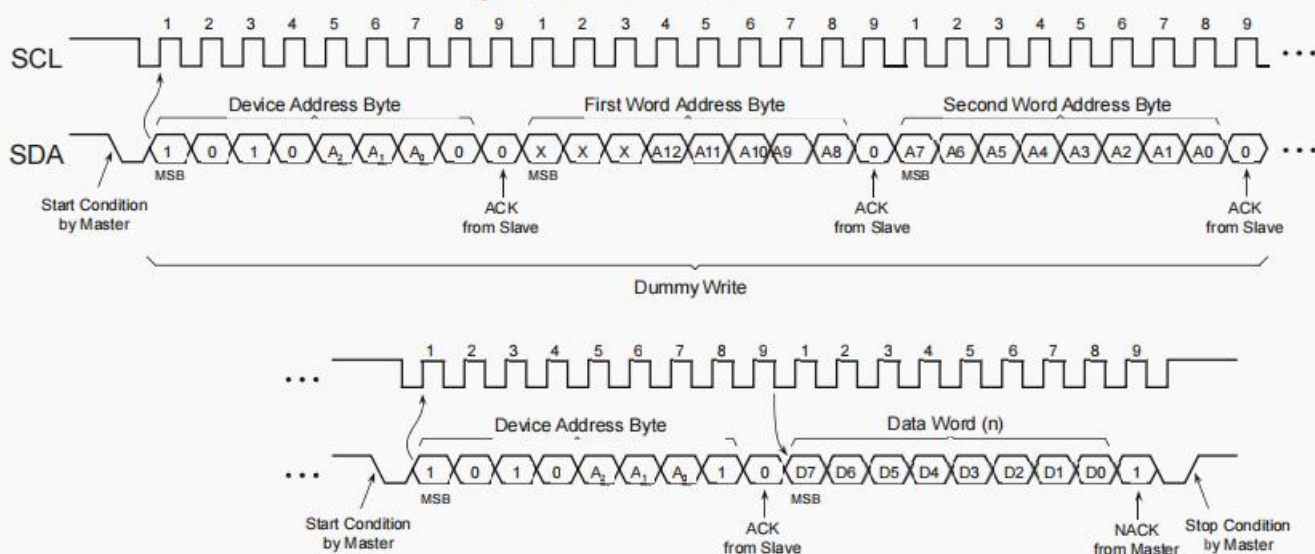 1 2 3 4 5 6 7 8 9 1 2 3 4 5 6 7 8 9 1 2 3 4 5 6 7 8 9
SCL
Device Address Byte First Word Address Byte Second Word Address Byte
SDA 1 0 1 0 A2 A1 A0 0 0 X X X A12 A11 A10 A9 A8 0 A7 A6 A5 A4 A3 A2 A1 A0 0
MSB MSB MSB
Start Condition ACK ACK ACK
by Master from Slave from Slave from Slave
Dummy Write
1 2 3 4 5 6 7 8 9 1 2 3 4 5 6 7 8 9
Device Address Byte Data Word (n)
1 0 1 0 A2 A1 A0 1 0 D7 D6 D5 D4 D3 D2 D1 D0 1
MSB MSB
Start Condition ACK NACK Stop Condition
by Master from Slave from Master by Master